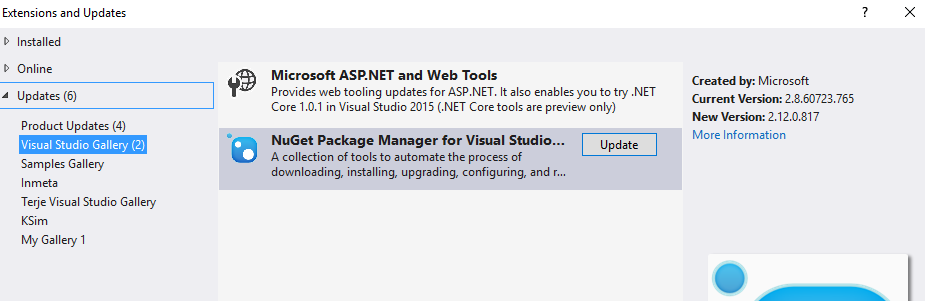 Extensions and Updates
? ×
Installed
Online
Updates (6)
Product Updates (4)
Visual Studio Gallery (2)
Samples Gallery
Inmeta
Terje Visual Studio Gallery
KSim
My Gallery 1
Microsoft ASP.NET and Web Tools
Provides web tooling updates for ASP.NET. It also enables you to try .NET
Core 1.0.1 in Visual Studio 2015 (.NET Core tools are preview only)
NuGet Package Manager for Visual Studio...
Update
A collection of tools to automate the process of
downloading, installing, upgrading, configuring, and r...
Created by: Microsoft
Current Version: 2.8.60723.765
New Version: 2.12.0.817
More Information